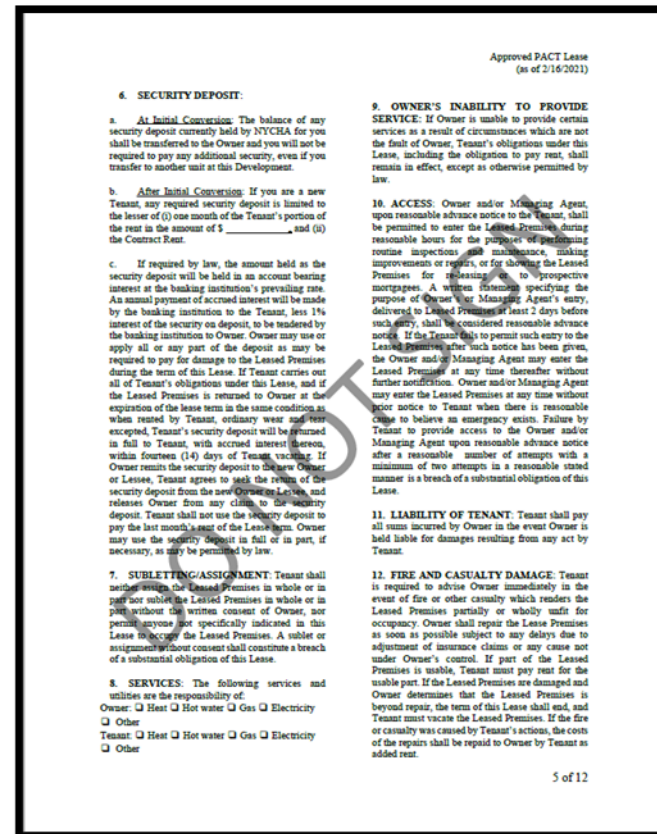 Approved PACT Lease
(as of 2/16/2021)
6. SECURITY DEPOSIT:
a. At Initial Conversion: The balance of any
security deposit currently held by NYCHA for you
shall be transferred to the Owner and you will not be
required to pay any additional security, even if you
transfer to another unit at this Development.
b. After Initial Conversion: If you are a new
Tenant, any required security deposit is limited to
the lesser of (i) one month of the Tenant's portion of
the rent in the amount of $ __________, and (ii)
the Contract Rent.
c. If required by law, the amount held as the
security deposit will be held in an account bearing
interest at the banking institution's prevailing rate.
An annual payment of accrued interest will be made
by the banking institution to the Tenant, less 1%
interest of the security on deposit, to be tendered by
the banking institution to Owner. Owner may use or
apply all or any part of the deposit as may be
required to pay for damage to the Leased Premises
during the term of this Lease. If Tenant carries out
all of Tenant's obligations under this Lease, and if
the Leased Premises is returned to Owner at the
expiration of the lease term in the same condition as
when rented by Tenant, ordinary wear and tear
excepted, Tenant's security deposit will be returned
in full to Tenant, with accrued interest thereon,
within fourteen (14) days of Tenant vacating. If
Owner remits the security deposit to the new Owner
or Lessee, Tenant agrees to seek the return of the
security deposit from the new Owner or Lessee, and
releases Owner from any claim to the security
deposit. Tenant shall not use the security deposit to
pay the last month's rent of the Lease term. Owner
may use the security deposit in full or in part, if
necessary, as may be permitted by law.
7. SUBLETTING/ASSIGNMENT: Tenant shall
neither assign the Leased Premises in whole or in
part nor sublet the Leased Premises in whole or in
part without the written consent of Owner, nor
permit anyone not specifically indicated in this
Lease to occupy the Leased Premises. A sublet or
assignment without consent shall constitute a breach
of a substantial obligation of this Lease.
8. SERVICES: The following services and
utilities are the responsibility of:
Owner: ❑ Heat ❑ Hot water ❑ Gas ❑ Electricity
❑ Other
Tenant: ❑ Heat ❑ Hot water ❑ Gas ❑ Electricity
❑ Other
9. OWNER'S INABILITY TO PROVIDE
SERVICE: If Owner is unable to provide certain
services as a result of circumstances which are not
the fault of Owner, Tenant's obligations under this
Lease, including the obligation to pay rent, shall
remain in effect, except as otherwise permitted by
law.
10. ACCESS: Owner and/or Managing Agent,
upon reasonable advance notice to the Tenant, shall
be permitted to enter the Leased Premises during
reasonable hours for the purposes of performing
routine inspections and maintenance, making
improvements or repairs, or for showing the Leased
Premises for re-leasing or to prospective
mortgagees. A written statement specifying the
purpose of Owner's or Managing Agent's entry,
delivered to Leased Premises at least 2 days before
such entry, shall be considered reasonable advance
notice. If the Tenant fails to permit such entry to the
Leased Premises after such notice has been given,
the Owner and/or Managing Agent may enter the
Leased Premises at any time thereafter without
further notification. Owner and/or Managing Agent
may enter the Leased Premises at any time without
prior notice to Tenant when there is reasonable
cause to believe an emergency exists. Failure by
Tenant to provide access to the Owner and/or
Managing Agent upon reasonable advance notice
after a reasonable number of attempts with a
minimum of two attempts in a reasonable stated
manner is a breach of a substantial obligation of this
Lease.
11. LIABILITY OF TENANT: Tenant shall pay
all sums incurred by Owner in the event Owner is
held liable for damages resulting from any act by
Tenant.
12. FIRE AND CASUALTY DAMAGE: Tenant
is required to advise Owner immediately in the
event of fire or other casualty which renders the
Leased Premises partially or wholly unfit for
occupancy. Owner shall repair the Lease Premises
as soon as possible subject to any delays due to
adjustment of insurance claims or any cause not
under Owner's control. If part of the Leased
Premises is usable, Tenant must pay rent for the
usable part. If the Leased Premises are damaged and
Owner determines that the Leased Premises is
beyond repair, the term of this Lease shall end, and
Tenant must vacate the Leased Premises. If the fire
or casualty was caused by Tenant's actions, the costs
of the repairs shall be repaid to Owner by Tenant as
added rent.
5 of 12
DO NOT SIGN